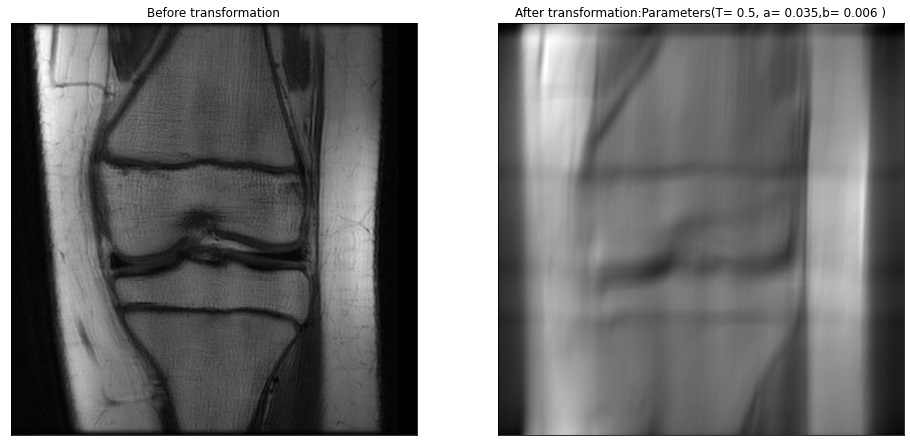 Before transformation
After transformation:Parameters(T= 0.5, a= 0.035,b= 0.006 )